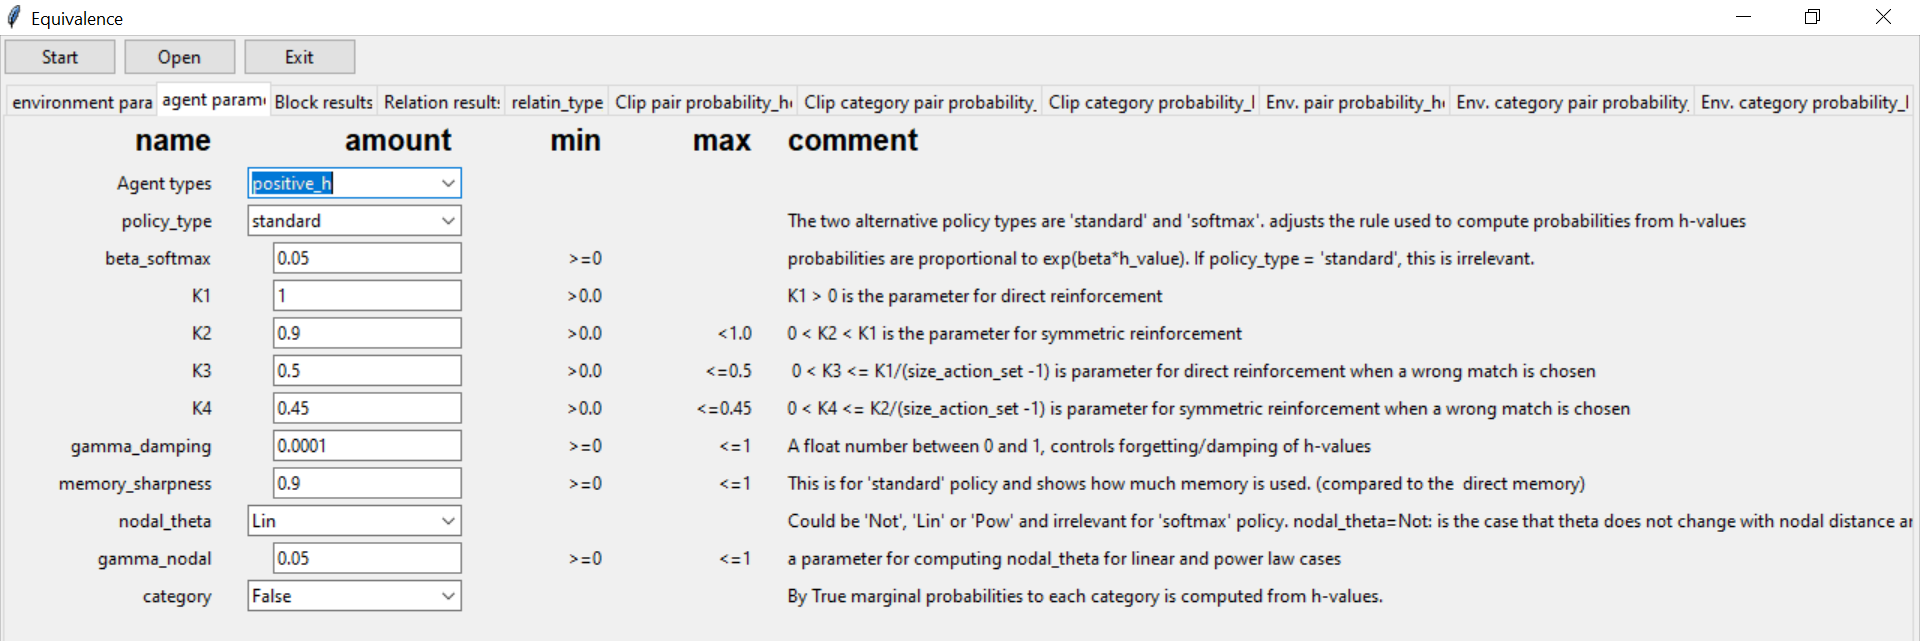 Equivalence
Start Open Exit
environment para agent parame Block results Relation results relatin_type Clip pair probability_h Clip category pair probability_ Clip category probability_l Env. pair probability_h Env. category pair probability_ Env. category probability_l
name amount min max comment
Agent types positive_h
policy_type standard The two alternative policy types are 'standard' and 'softmax'. adjusts the rule used to compute probabilities from h-values
beta_softmax 0.05 >=0 probabilities are proportional to exp(beta*h_value). If policy_type = 'standard', this is irrelevant.
K1 1 >0.0 K1 > 0 is the parameter for direct reinforcement
K2 0.9 >0.0 <1.0 0 < K2 < K1 is the parameter for symmetric reinforcement
K3 0.5 >0.0 <=0.5 0 < K3 <= K1/(size_action_set -1) is parameter for direct reinforcement when a wrong match is chosen
K4 0.45 >0.0 <=0.45 0 < K4 <= K2/(size_action_set -1) is parameter for symmetric reinforcement when a wrong match is chosen
gamma_damping 0.0001 >=0 <=1 A float number between 0 and 1, controls forgetting/damping of h-values
memory_sharpness 0.9 >=0 <=1 This is for 'standard' policy and shows how much memory is used. (compared to the direct memory)
nodal_theta Lin Could be 'Not', 'Lin' or 'Pow' and irrelevant for 'softmax' policy. nodal_theta=Not: is the case that theta does not change with nodal distance ar
gamma_nodal 0.05 >=0 <=1 a parameter for computing nodal_theta for linear and power law cases
category False By True marginal probabilities to each category is computed from h-values.